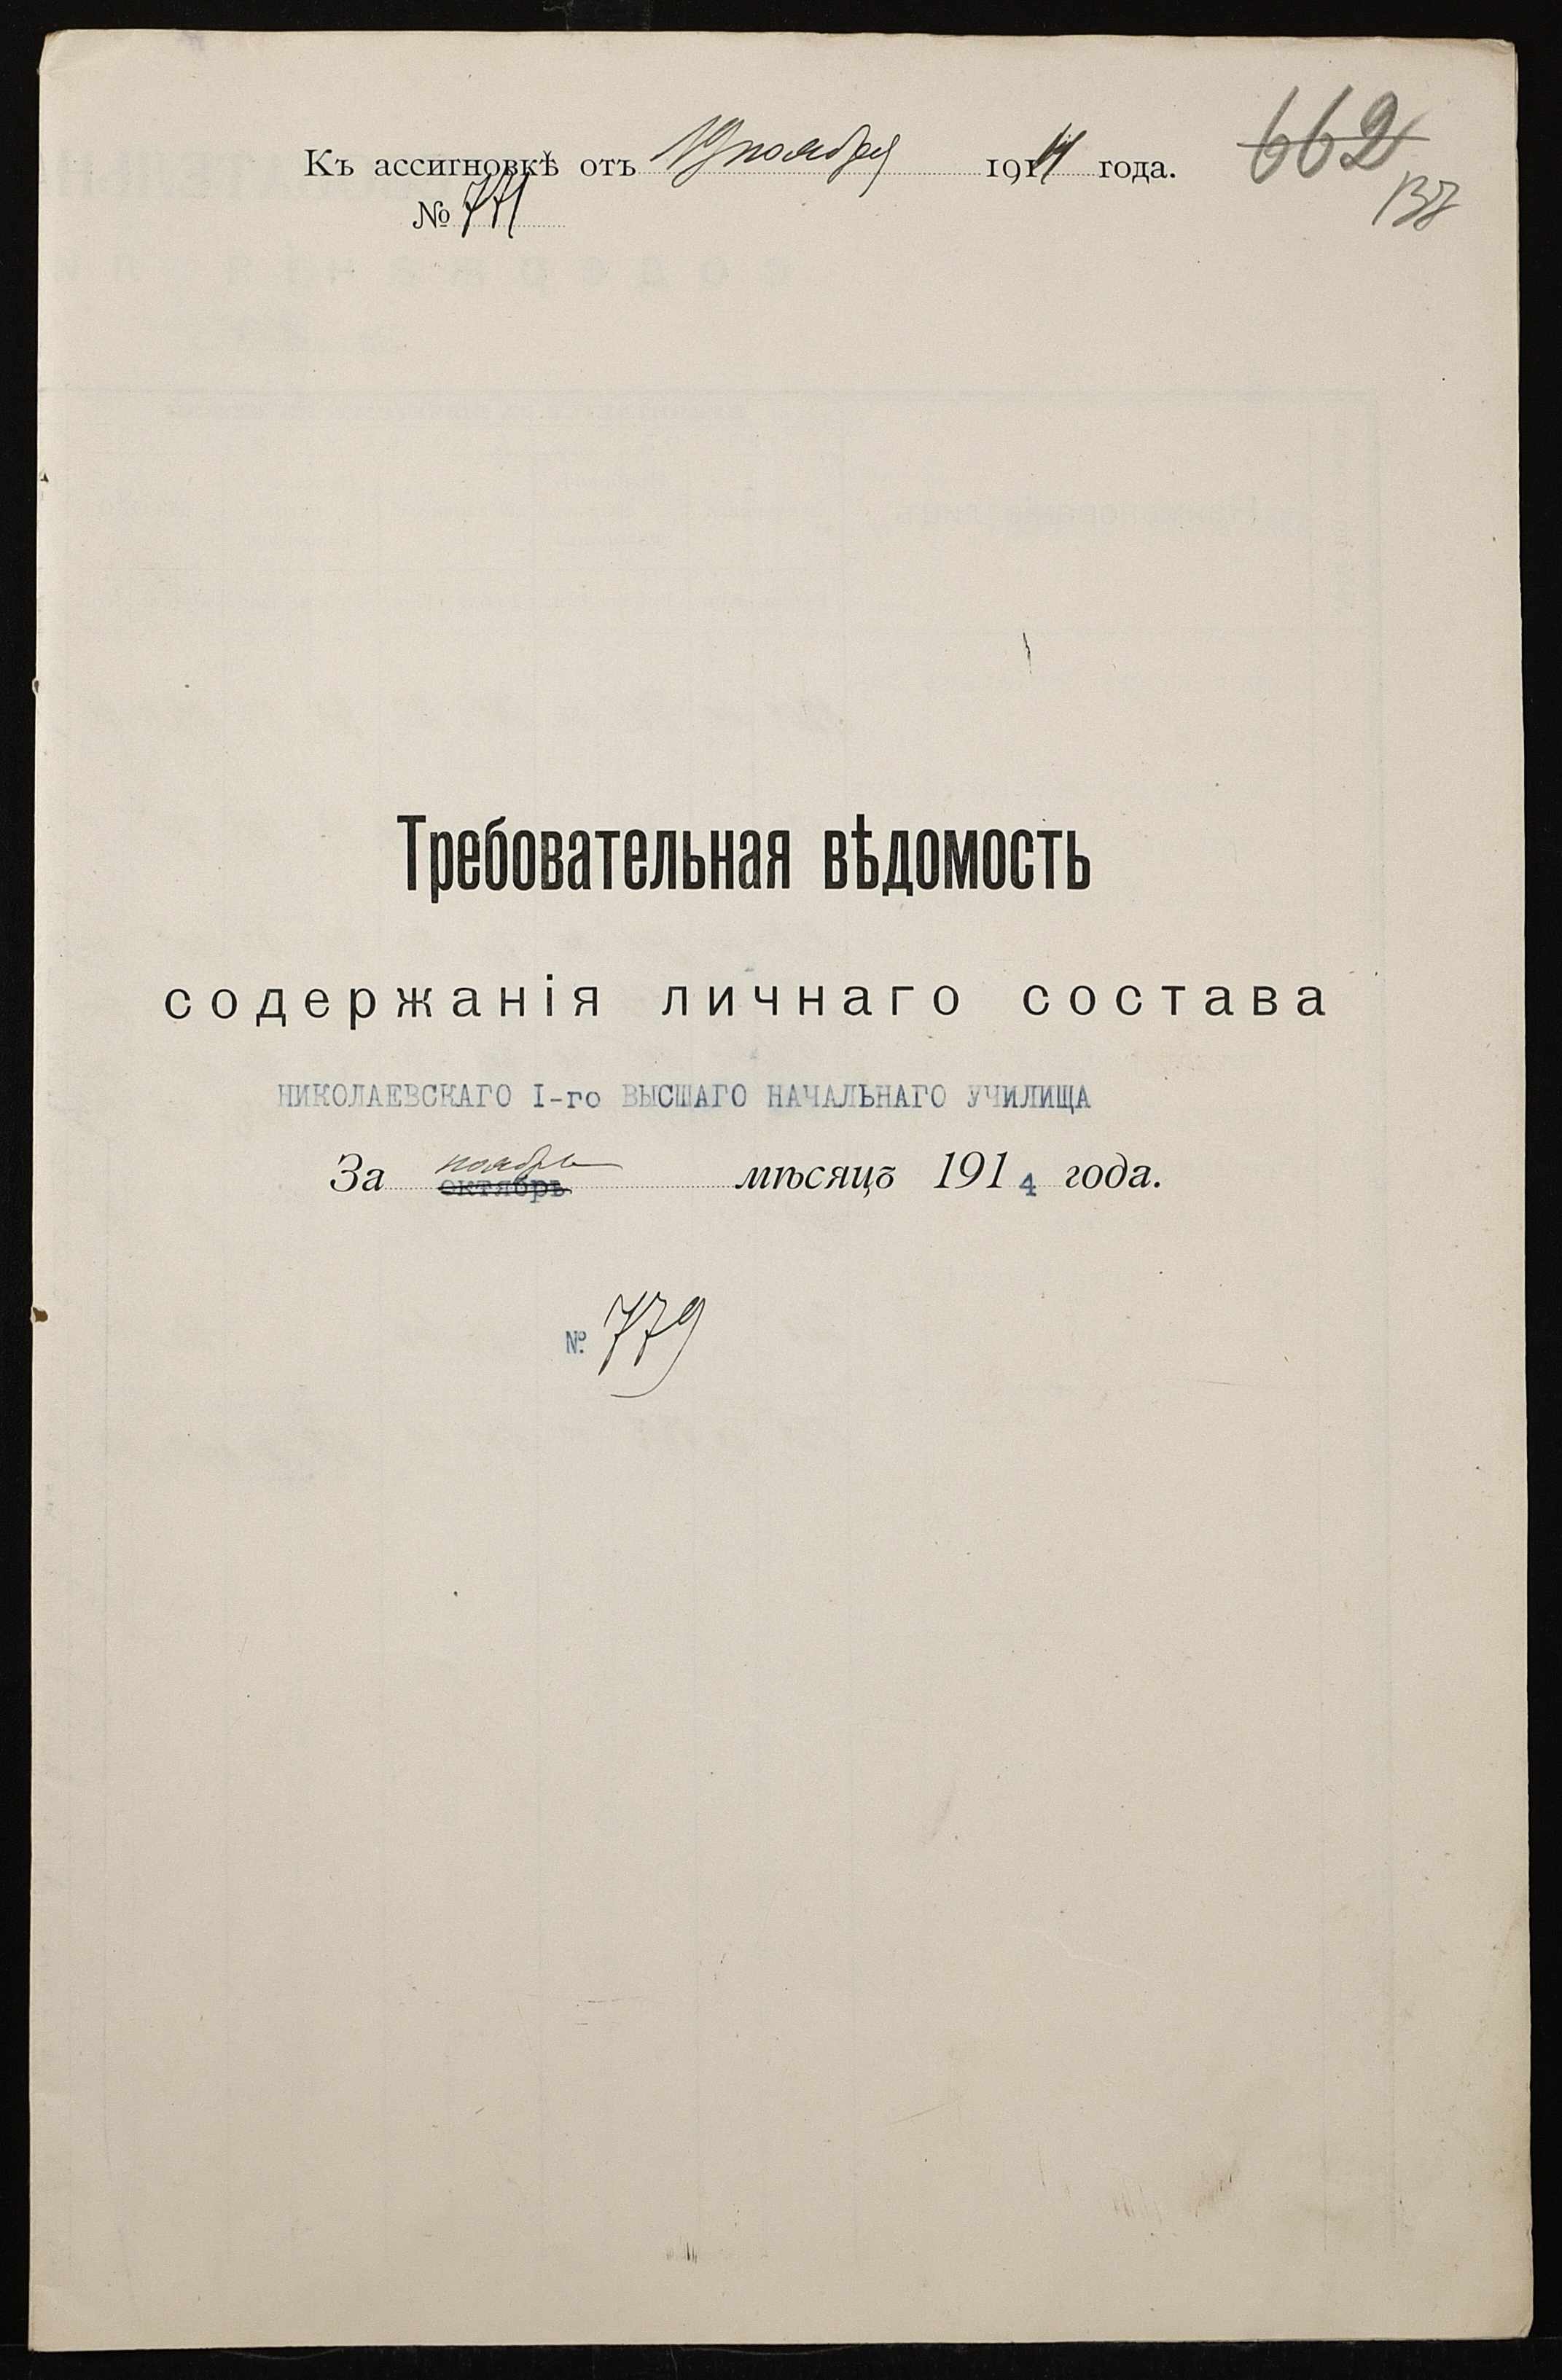 662
137
Къ ассигновкѣ отъ 19 ноября 1914 года.
№ 771
Требовательная вѣдомость
содержанія личнаго состава
НИКОЛАЕВСКАГО I-го ВЫСШАГО НАЧАЛЬНАГО УЧИЛИЩА
ноябрь
За октябрь мѣсяцъ 1914 года.
№ 779